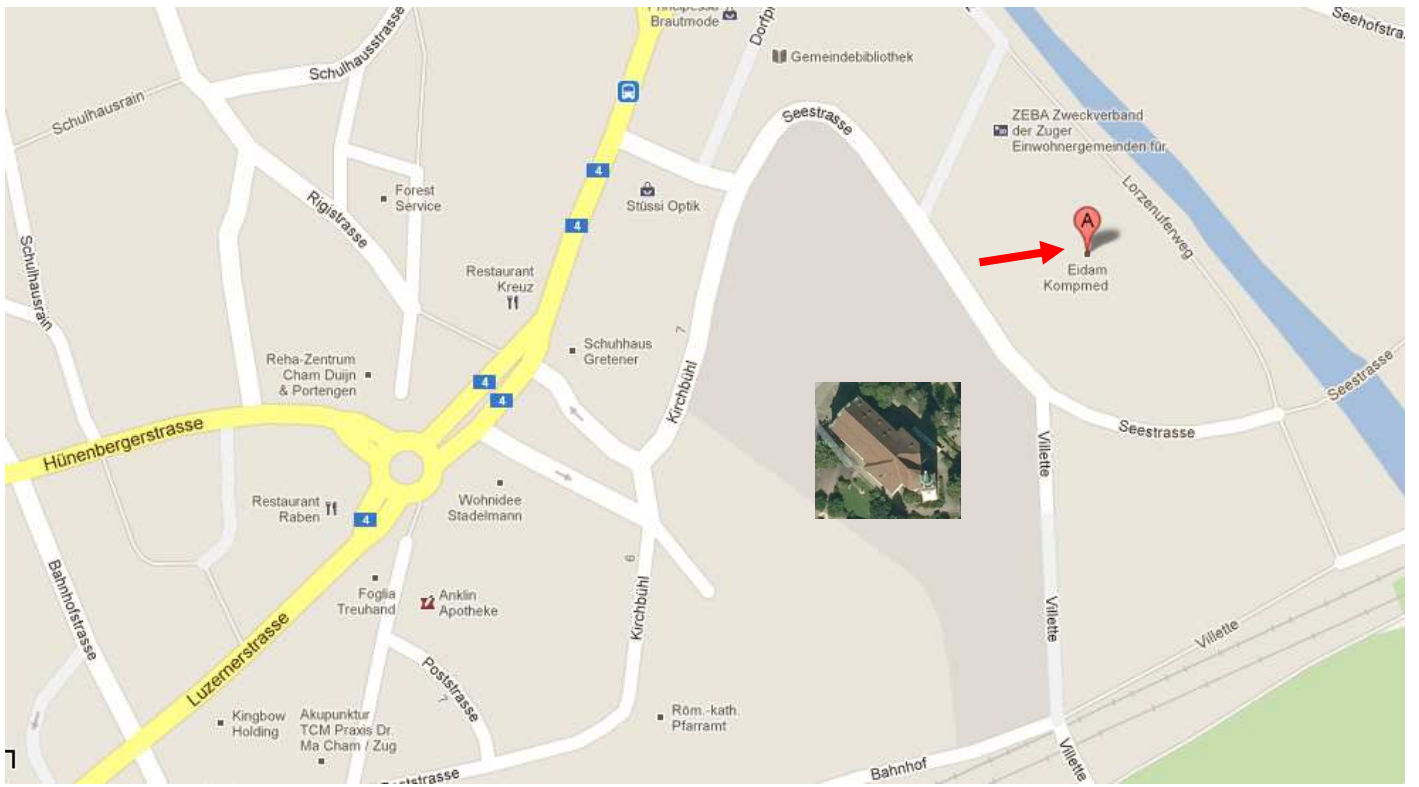 Principessa
Brautmode
Dorfpl
Gemeindebibliothek
Seehofstra.
Schulhausstrasse
Schulhausrain
Seestrasse
ZEBA Zweckverband
der Zuger
Einwohnergemeinden für
4
Forest
Service
Rigistrasse
Stüssi Optik
Lorzenuferweg
A
4
Schulhausrain
Restaurant
Kreuz
Eidam
Kompmed
7
Schuhhaus
Gretener
Reha-Zentrum
Cham Duijn
& Portengen
4
4
Kirchbühl
Seestrasse
Hünenbergerstrasse
Seestrasse
Villette
Restaurant
Raben
4
Wohnidee
Stadelmann
6
Bahnhofstrasse
Foglia
Treuhand
Anklin
Apotheke
Kirchbühl
Villette
Villette
Luzernerstrasse
Poststrasse
7
Kingbow
Holding
Akupunktur
TCM Praxis Dr.
Ma Cham / Zug
Röm.-kath.
Pfarramt
Bahnhof
Villette
Poststrasse